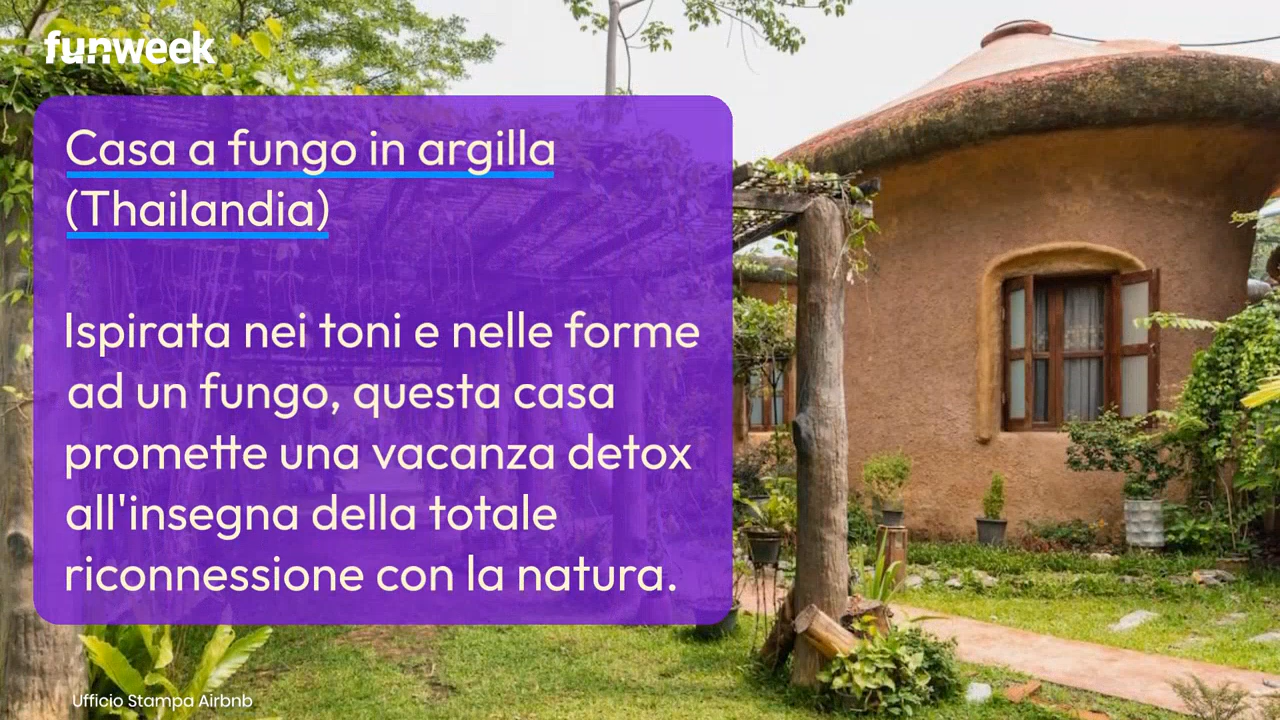 funweek
Casa a fungo in argilla
(Thailandia)
Ispirata nei toni e nelle forme
ad un fungo, questa casa
promette una vacanza detox
all'insegna della totale
riconnessione con la natura.
Ufficio Stampa Airbnb